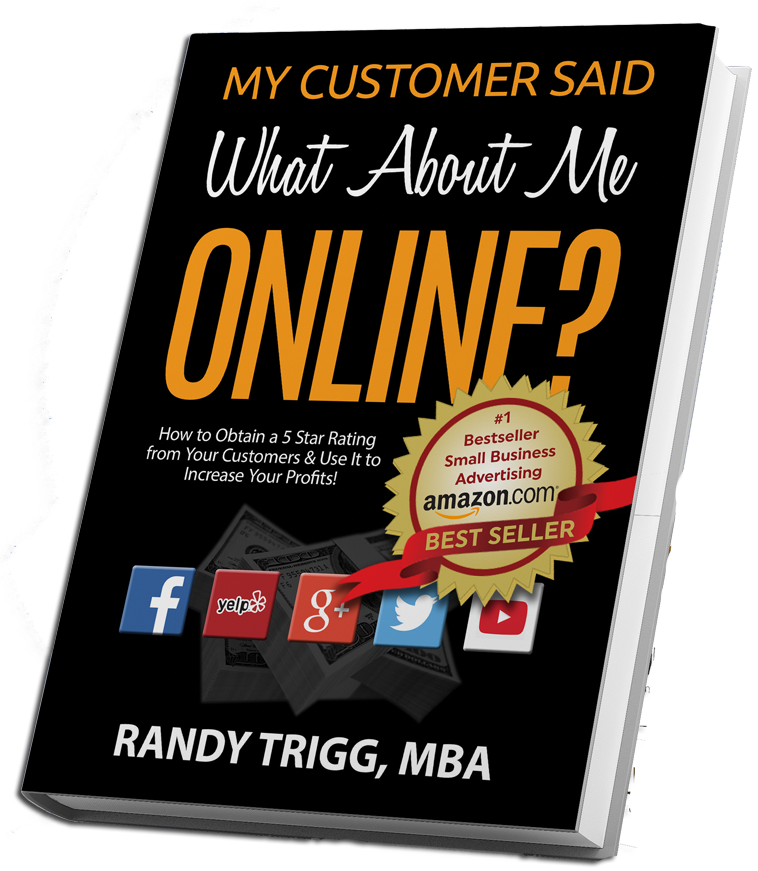 MY CUSTOMER SAID
What About Me
ONLINE?
How to Obtain a 5 Star Rating
from Your Customers & Use It to
Increase Your Profits!
#1
Bestseller
Small Business
Advertising
amazon.com
BEST SELLER
f
yelp
g+
RANDY TRIGG, MBA